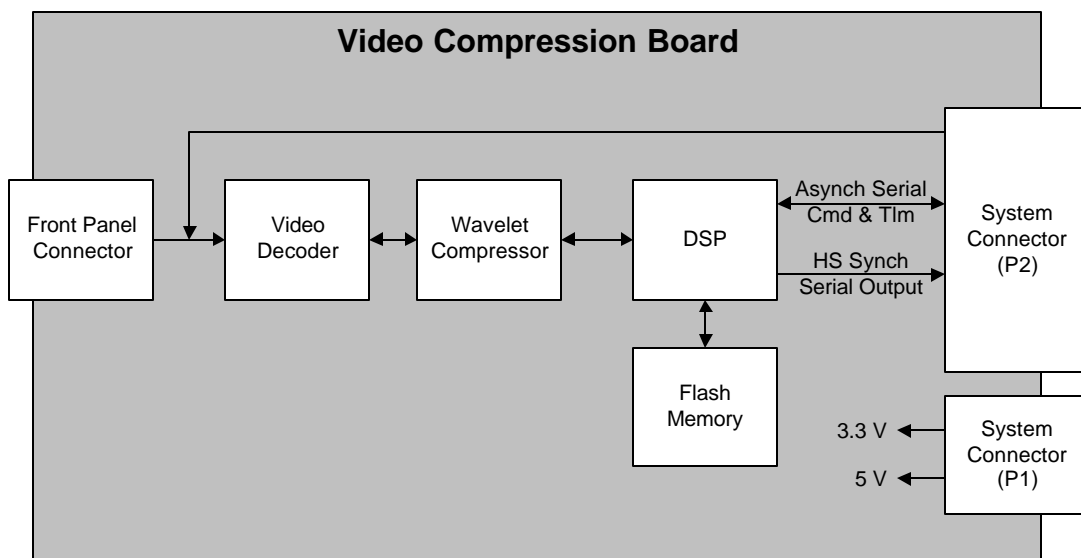 Video Compression Board
Front Panel
Connector
Video
Decoder
Wavelet
Compressor
DSP
Asynch Serial
Cmd & Tlm
HS Synch
Serial Output
System
Connector
(P2)
Flash
Memory
3.3 V
5 V
System
Connector
(P1)